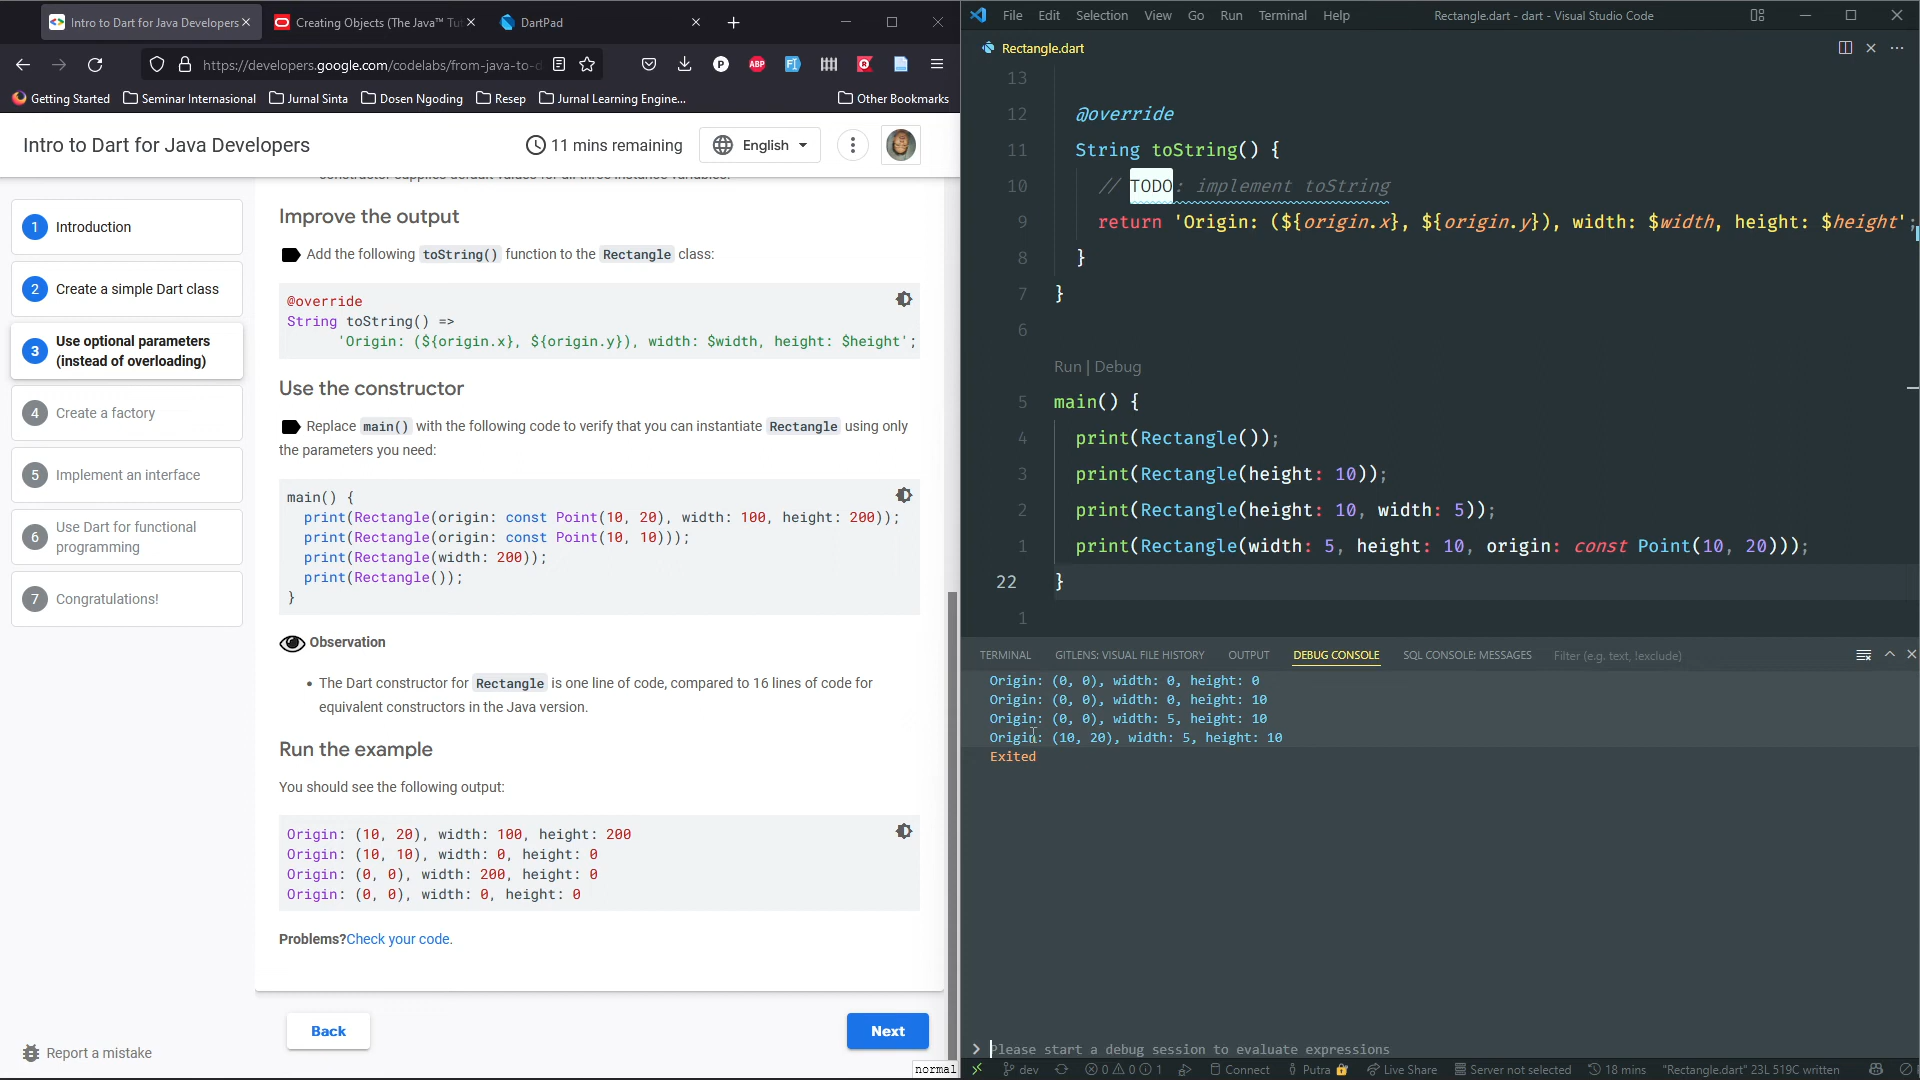 Intro to Dart for Java Developers
Creating Objects (The Java™ Tut
DartPad
https://developers.google.com/codelabs/from-java-to-d
Getting Started
Seminar Internasional
Jurnal Sinta
Dosen Ngoding
Resep
Jurnal Learning Engine...
Other Bookmarks
Intro to Dart for Java Developers
11 mins remaining
English
1 Introduction
2 Create a simple Dart class
3 Use optional parameters
(instead of overloading)
4 Create a factory
5 Implement an interface
6 Use Dart for functional
programming
7 Congratulations!
Report a mistake
constructor supplies default values for all three instance variables.
Improve the output
Add the following toString() function to the Rectangle class:
@override
String toString() =>
'Origin: (${origin.x}, ${origin.y}), width: $width, height: $height';
Use the constructor
Replace main() with the following code to verify that you can instantiate Rectangle using only
the parameters you need:
main() {
print(Rectangle(origin: const Point(10, 20), width: 100, height: 200));
print(Rectangle(origin: const Point(10, 10)));
print(Rectangle(width: 200));
print(Rectangle());
}
Observation
• The Dart constructor for Rectangle is one line of code, compared to 16 lines of code for
equivalent constructors in the Java version.
Run the example
You should see the following output:
Origin: (10, 20), width: 100, height: 200
Origin: (10, 10), width: 0, height: 0
Origin: (0, 0), width: 200, height: 0
Origin: (0, 0), width: 0, height: 0
Problems?Check your code.
Back
Next
normal
File Edit Selection View Go Run Terminal Help
Rectangle.dart - dart - Visual Studio Code
Rectangle.dart
13
12 @override
11 String toString() {
10 // TODO: implement toString
9 return 'Origin: (${origin.x}, ${origin.y}), width: $width, height: $height';
8 }
7 }
6
Run | Debug
5 main() {
4 print(Rectangle());
3 print(Rectangle(height: 10));
2 print(Rectangle(height: 10, width: 5));
1 print(Rectangle(width: 5, height: 10, origin: const Point(10, 20)));
22 }
1
TERMINAL
GITLENS: VISUAL FILE HISTORY
OUTPUT
DEBUG CONSOLE
SQL CONSOLE: MESSAGES
Filter (e.g. text, !exclude)
Origin: (0, 0), width: 0, height: 0
Origin: (0, 0), width: 0, height: 10
Origin: (0, 0), width: 5, height: 10
Origin: (10, 20), width: 5, height: 10
Exited
Please start a debug session to evaluate expressions
dev
0 0 1
Connect
Putra
Live Share
Server not selected
18 mins
"Rectangle.dart" 23L 519C written